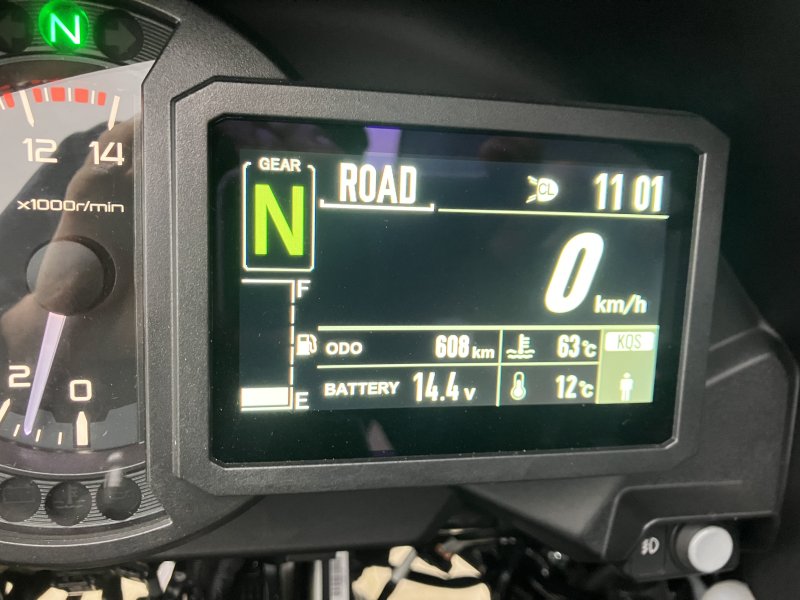 N
12 14
x1000r/min
2 0
GEAR
N
ROAD
CL
11 01
0 km/h
F
E
ODO 608 km
63 °C
KQS
BATTERY 14.4 V
12 °C